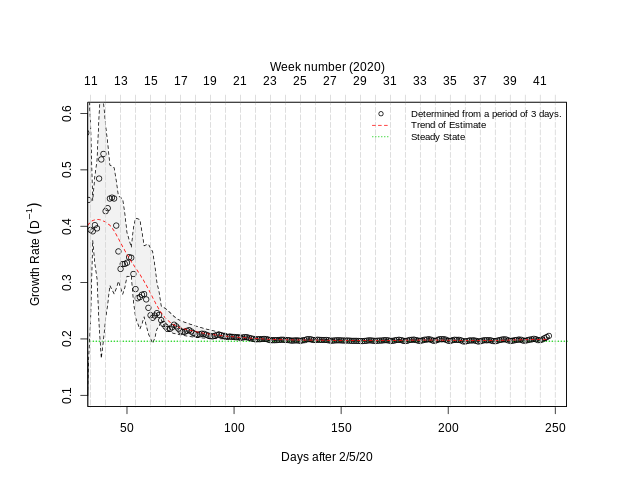 Week number (2020)
11 13 15 17 19 21 23 25 27 29 31 33 35 37 39 41
Determined from a period of 3 days.
Trend of Estimate
Steady State
0.6
0.5
0.4
0.3
0.2
0.1
Growth Rate (D⁻¹)
50 100 150 200 250
Days after 2/5/20